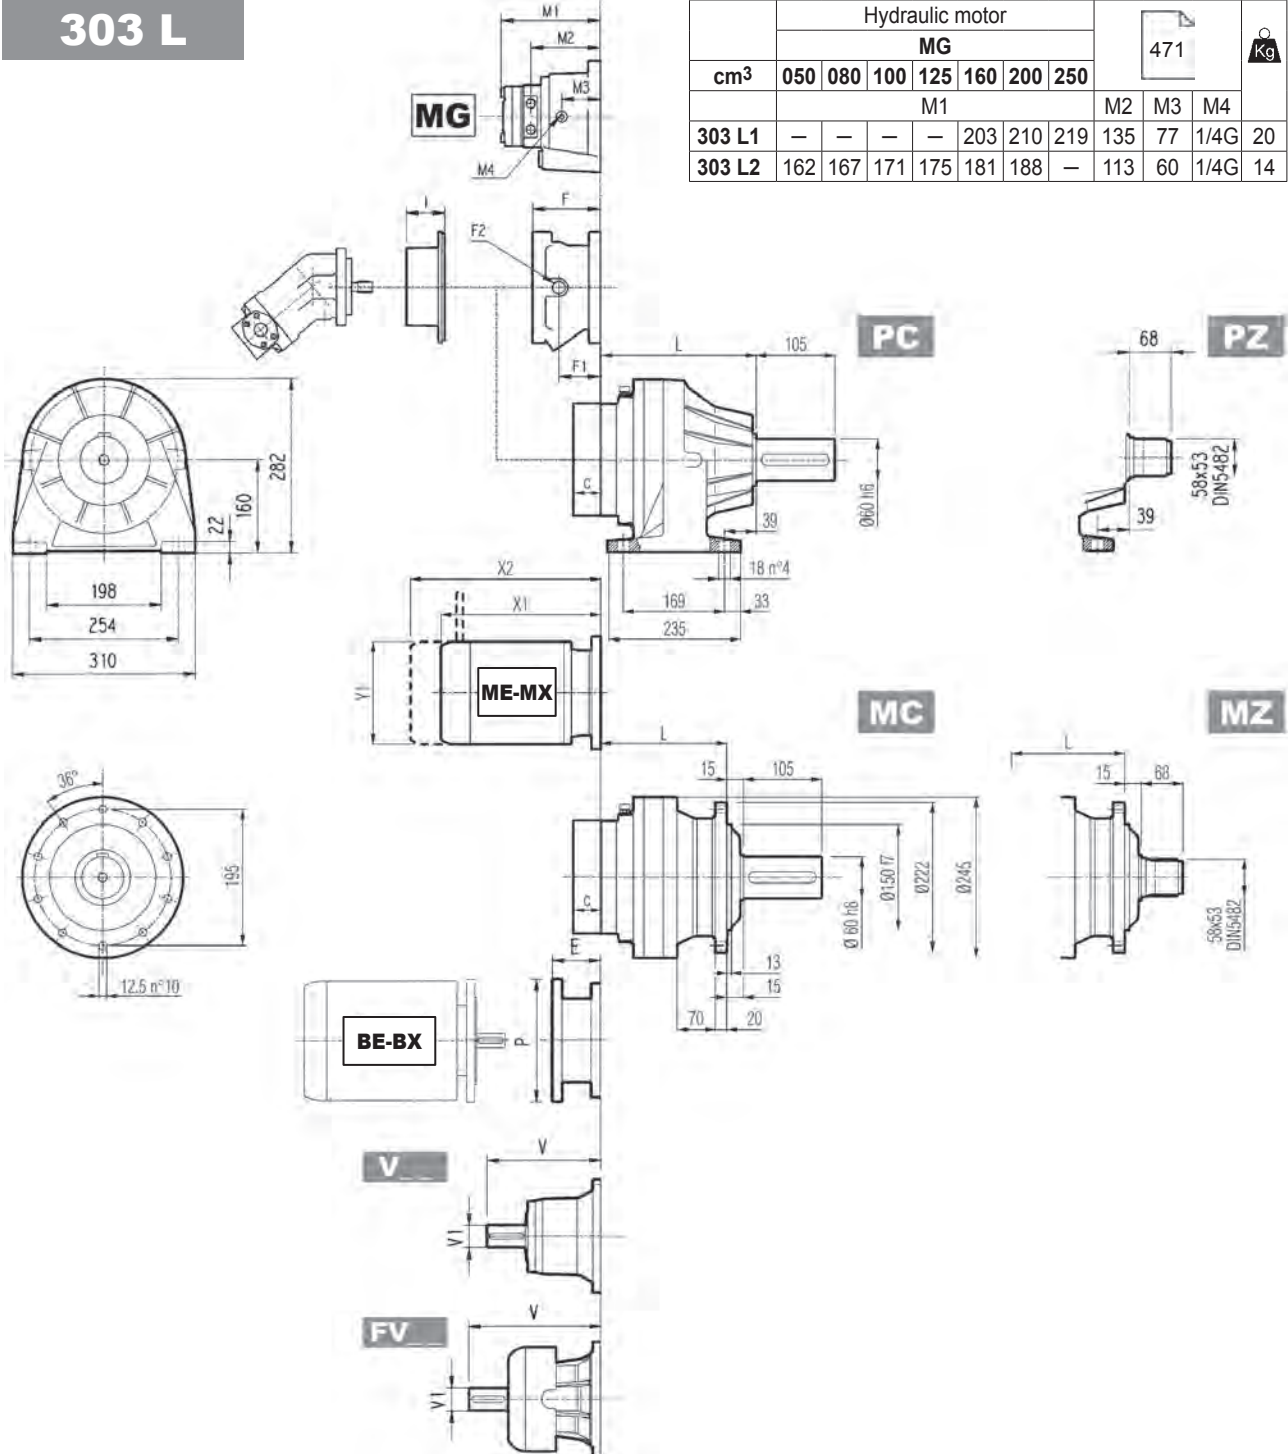 303 L
Hydraulic motor
MG
471
Kg
cm³ 050 080 100 125 160 200 250
M1 M2 M3 M4
303 L1 — — — — 203 210 219 135 77 1/4G 20
303 L2 162 167 171 175 181 188 — 113 60 1/4G 14
M1
M2
M3
MG
M4
I
F
F2
F1
PC
PZ
L
105
68
282
160
22
C
Ø60 h6
39
58x53
DIN5482
39
18 n°4
169
33
235
198
254
310
X2
X1
Y1
ME-MX
MC
MZ
L
15
105
L
15
68
36°
195
12.5 n°10
C
Ø 60 h6
Ø150 f7
Ø222
Ø245
58x53
DIN5482
E
13
15
70
20
BE-BX
P
V__
V
V1
FV__
V
V1